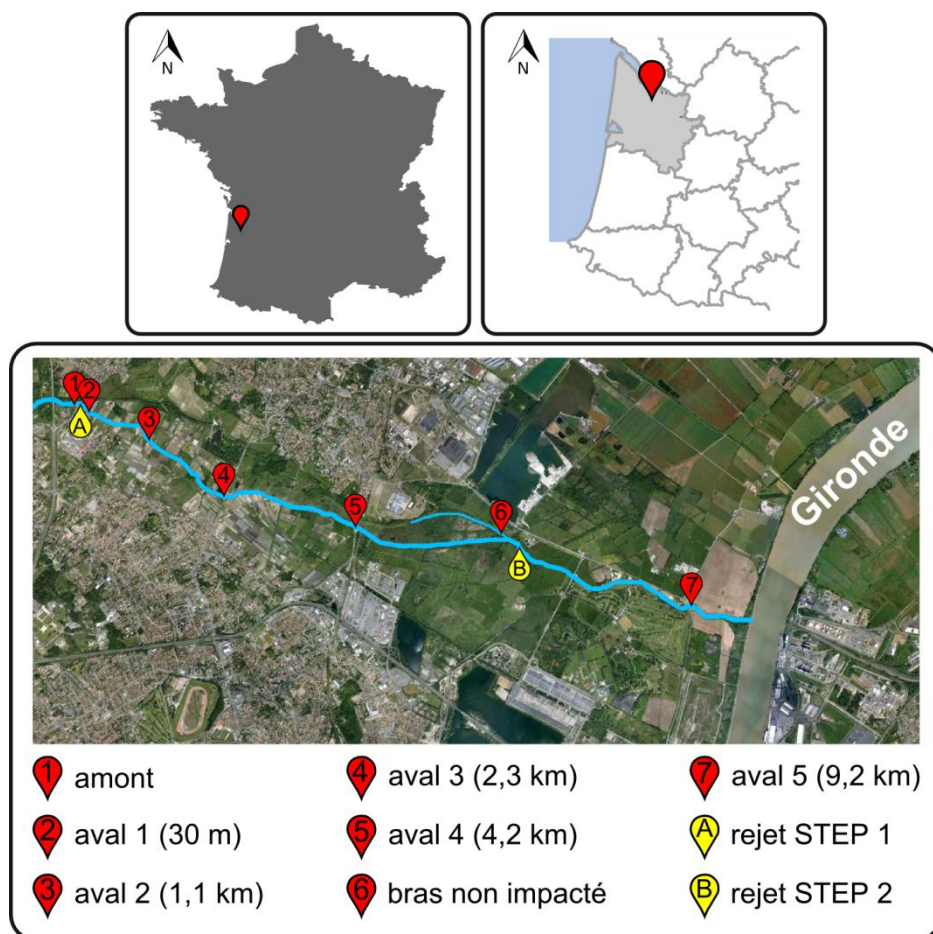 N
N
1
2
A
3
4
5
6
B
7
Gironde
1 amont
2 aval 1 (30 m)
3 aval 2 (1,1 km)
4 aval 3 (2,3 km)
5 aval 4 (4,2 km)
6 bras non impacté
7 aval 5 (9,2 km)
A rejet STEP 1
B rejet STEP 2